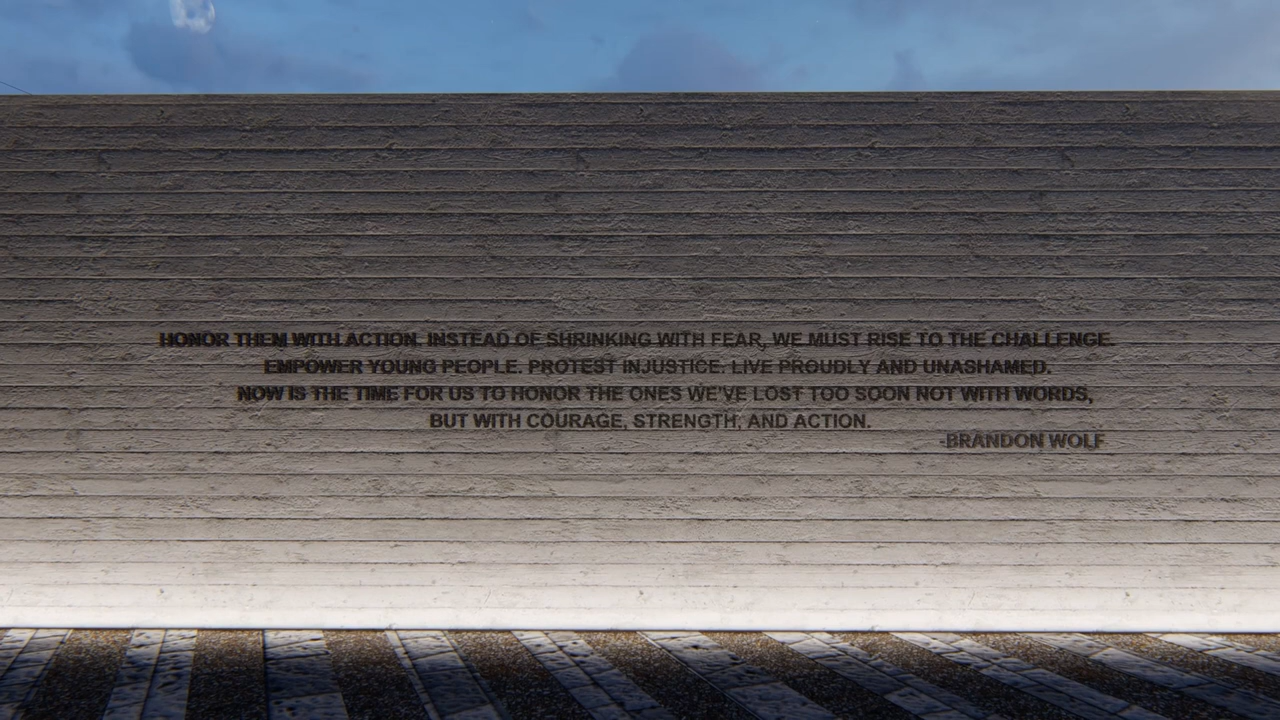 HONOR THEM WITH ACTION. INSTEAD OF SHRINKING WITH FEAR, WE MUST RISE TO THE CHALLENGE.
EMPOWER YOUNG PEOPLE. PROTEST INJUSTICE. LIVE PROUDLY AND UNASHAMED.
NOW IS THE TIME FOR US TO HONOR THE ONES WE'VE LOST TOO SOON NOT WITH WORDS,
BUT WITH COURAGE, STRENGTH, AND ACTION.
-BRANDON WOLF